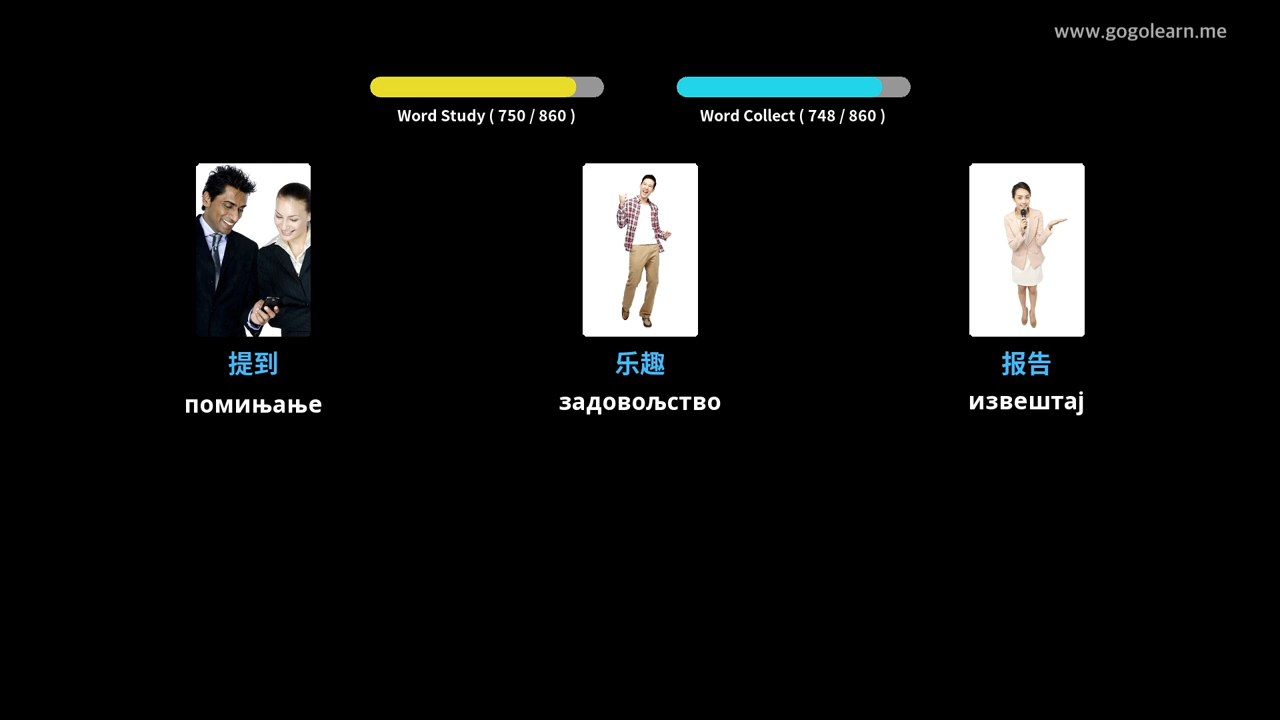 www.gogolearn.me
Word Study ( 750 / 860 )
Word Collect ( 748 / 860 )
提到
乐趣
报告
помињање
задовољство
извештај